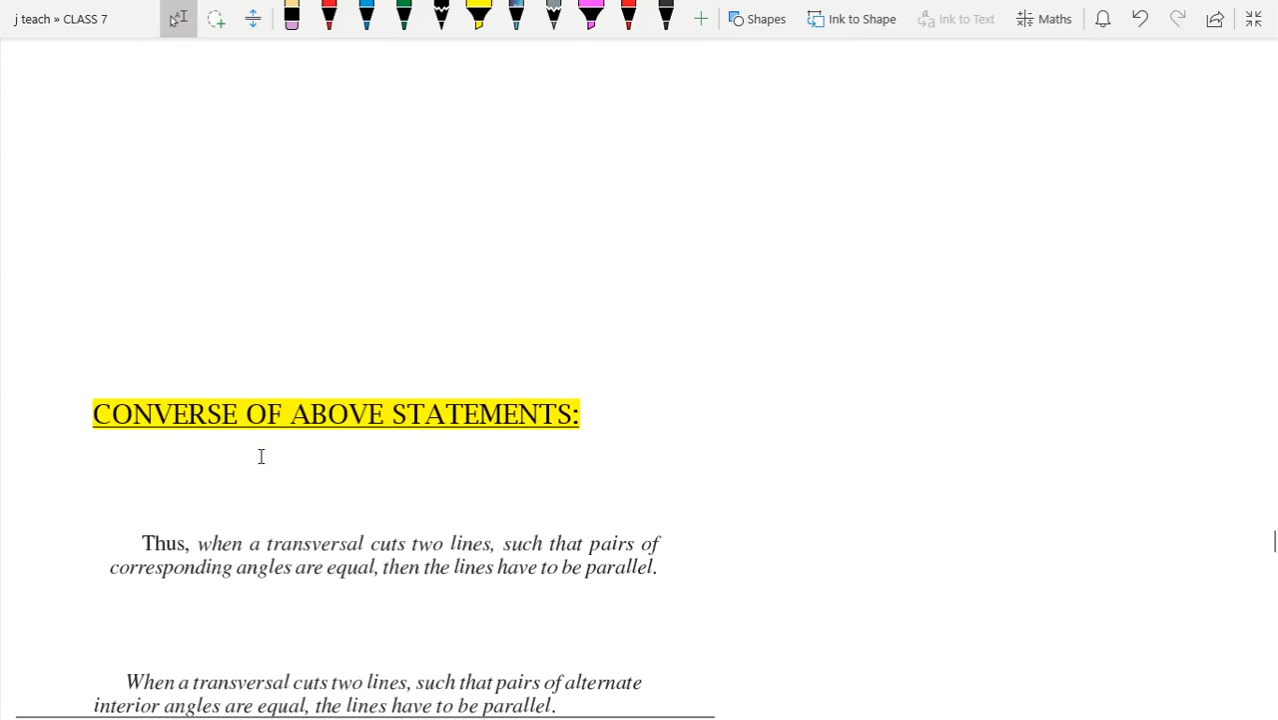 j teach » CLASS 7
Shapes
Ink to Shape
Ink to Text
Maths
CONVERSE OF ABOVE STATEMENTS:
Thus, when a transversal cuts two lines, such that pairs of
corresponding angles are equal, then the lines have to be parallel.
When a transversal cuts two lines, such that pairs of alternate
interior angles are equal, the lines have to be parallel.